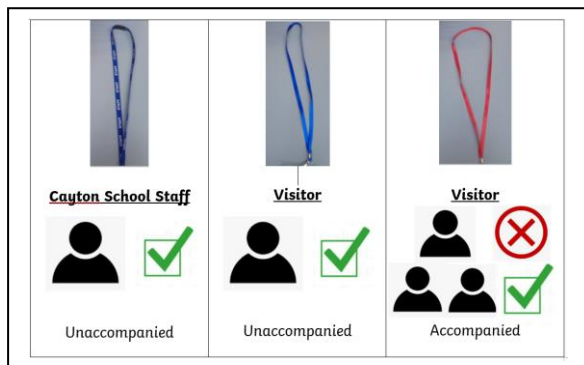 Cayton School Staff
Unaccompanied
Visitor
Unaccompanied
Visitor
Accompanied